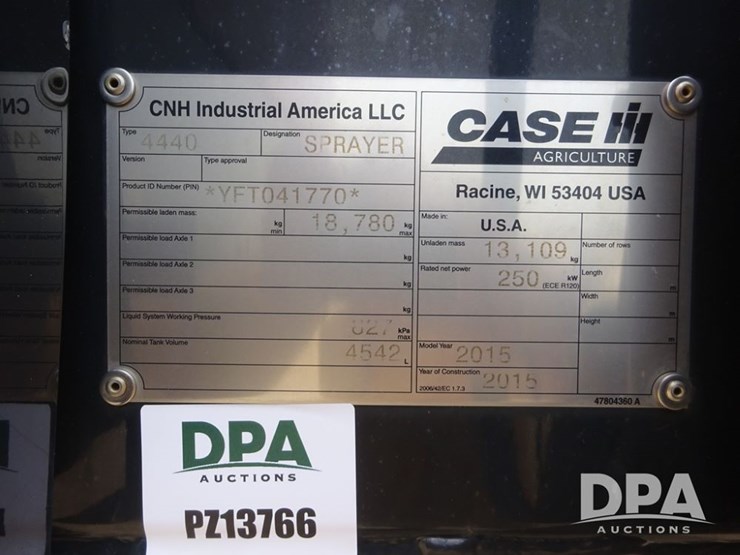 CNH Industrial America LLC
Type 4440 Designation SPRAYER
Version Type approval
Product ID Number (PIN) *YFT041770*
Permissible laden mass: kg min 18,780 kg max
Permissible load Axle 1 kg
Permissible load Axle 2 kg
Permissible load Axle 3 kg
Liquid System Working Pressure 827 kPa max
Nominal Tank Volume 4542 L
CASE IH
AGRICULTURE
Racine, WI 53404 USA
Made in: U.S.A.
Unladen mass 13,109 kg Number of rows
Rated net power 250 kW (ECE R120) Length m
Width m
Height m
Model Year 2015
Year of Construction 2015
2006/42/EC 1.7.3
47804360 A
DPA
AUCTIONS
PZ13766
DPA
AUCTIONS